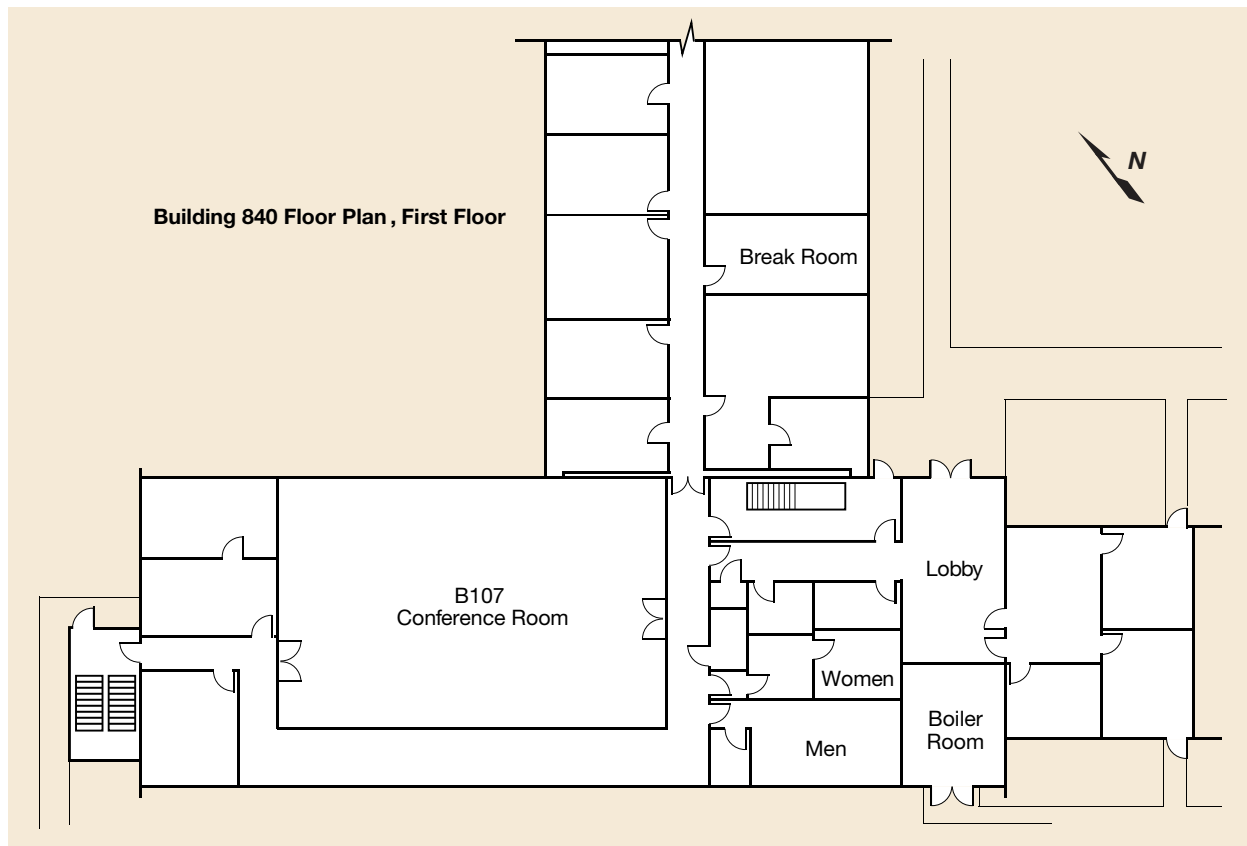 N
Building 840 Floor Plan, First Floor
Break Room
B107
Conference Room
Lobby
Women
Boiler
Room
Men